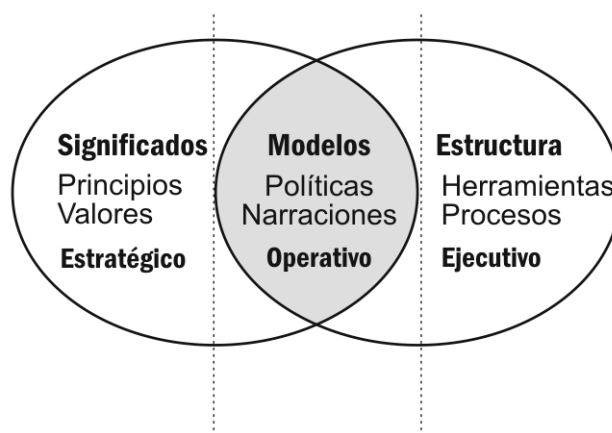 Significados
Principios
Valores
Estratégico
Modelos
Políticas
Narraciones
Operativo
Estructura
Herramientas
Procesos
Ejecutivo